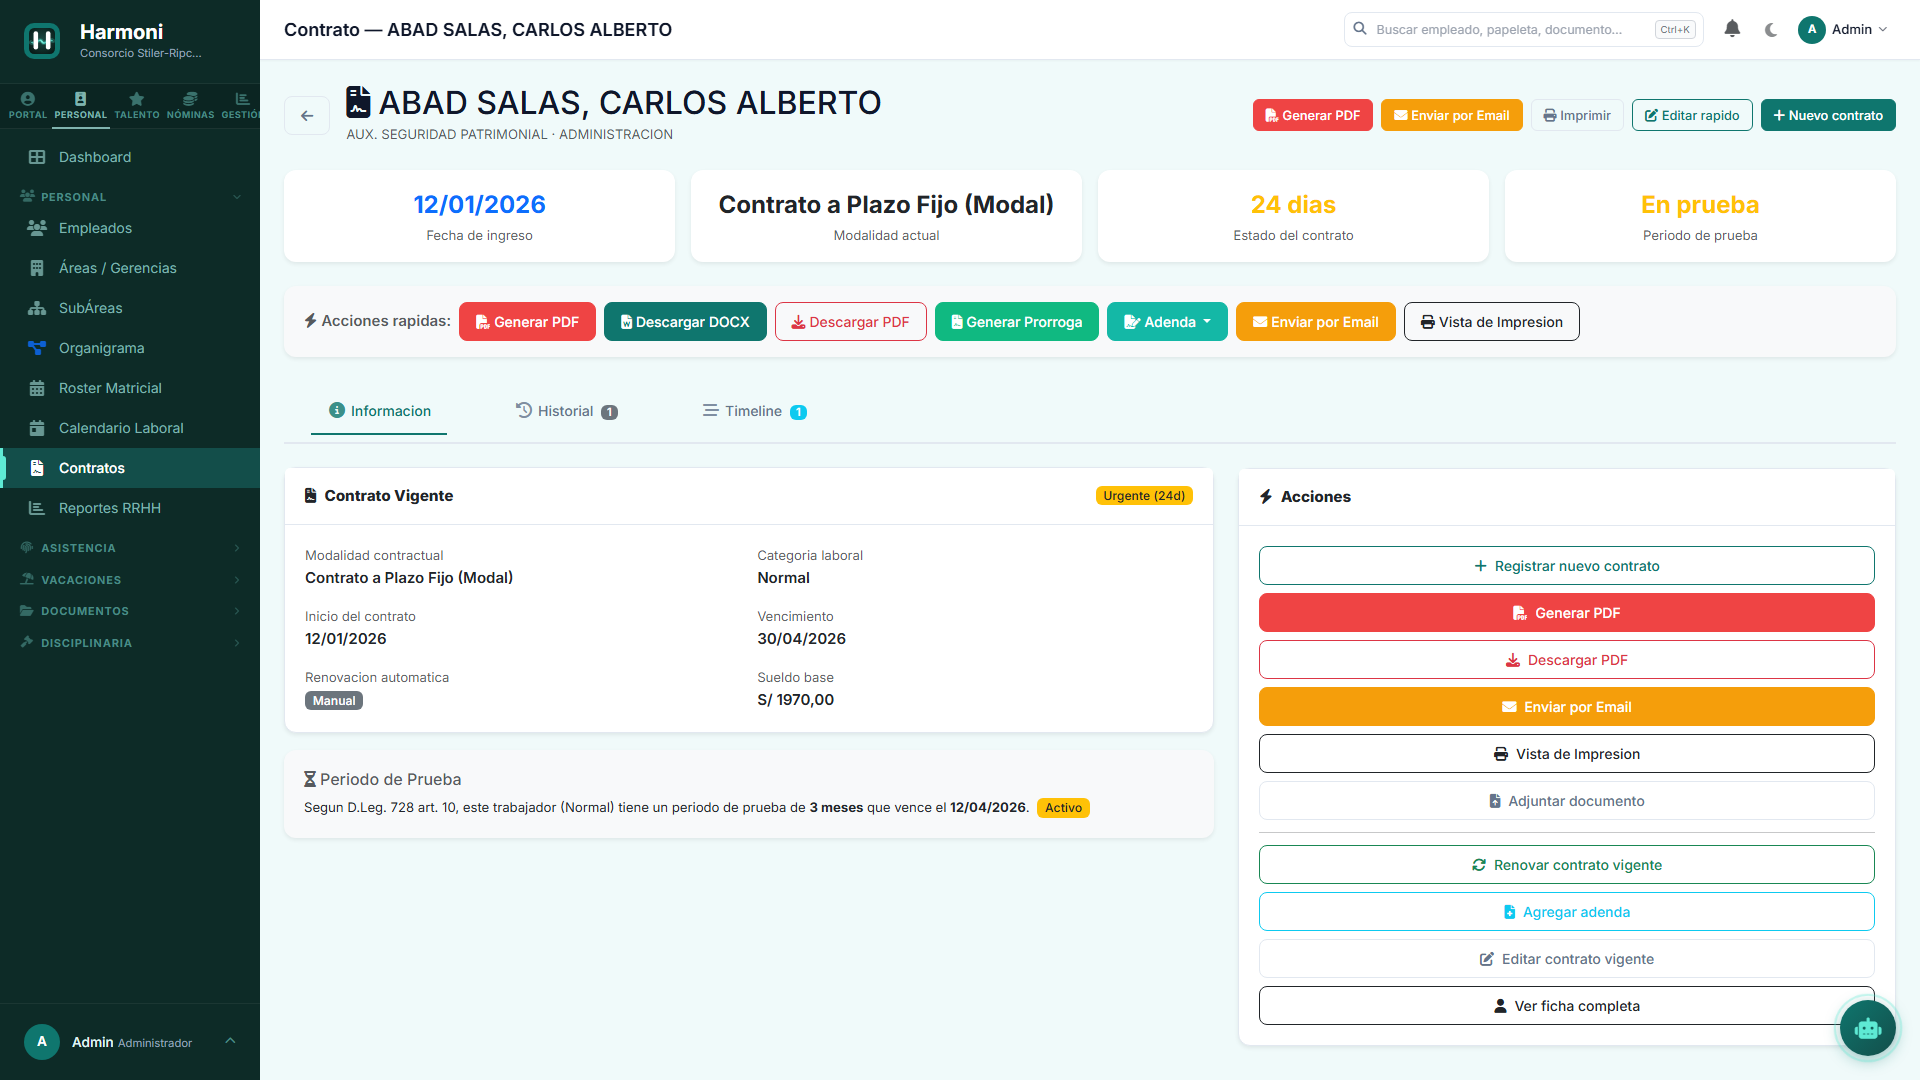 Harmoni
Consorcio Stiler-Ripc...
PORTAL
PERSONAL
TALENTO
NÓMINAS
GESTIÓ
Dashboard
PERSONAL
Empleados
Áreas / Gerencias
SubÁreas
Organigrama
Roster Matricial
Calendario Laboral
Contratos
Reportes RRHH
ASISTENCIA
VACACIONES
DOCUMENTOS
DISCIPLINARIA
A
Admin Administrador
Contrato — ABAD SALAS, CARLOS ALBERTO
Buscar empleado, papeleta, documento...
Ctrl+K
A
Admin
ABAD SALAS, CARLOS ALBERTO
AUX. SEGURIDAD PATRIMONIAL · ADMINISTRACION
Generar PDF
Enviar por Email
Imprimir
Editar rapido
Nuevo contrato
12/01/2026
Fecha de ingreso
Contrato a Plazo Fijo (Modal)
Modalidad actual
24 dias
Estado del contrato
En prueba
Periodo de prueba
Acciones rapidas:
Generar PDF
Descargar DOCX
Descargar PDF
Generar Prorroga
Adenda
Enviar por Email
Vista de Impresion
Informacion
Historial 1
Timeline 1
Contrato Vigente
Urgente (24d)
Modalidad contractual
Contrato a Plazo Fijo (Modal)
Categoria laboral
Normal
Inicio del contrato
12/01/2026
Vencimiento
30/04/2026
Renovacion automatica
Manual
Sueldo base
S/ 1970,00
Periodo de Prueba
Segun D.Leg. 728 art. 10, este trabajador (Normal) tiene un periodo de prueba de 3 meses que vence el 12/04/2026. Activo
Acciones
Registrar nuevo contrato
Generar PDF
Descargar PDF
Enviar por Email
Vista de Impresion
Adjuntar documento
Renovar contrato vigente
Agregar adenda
Editar contrato vigente
Ver ficha completa